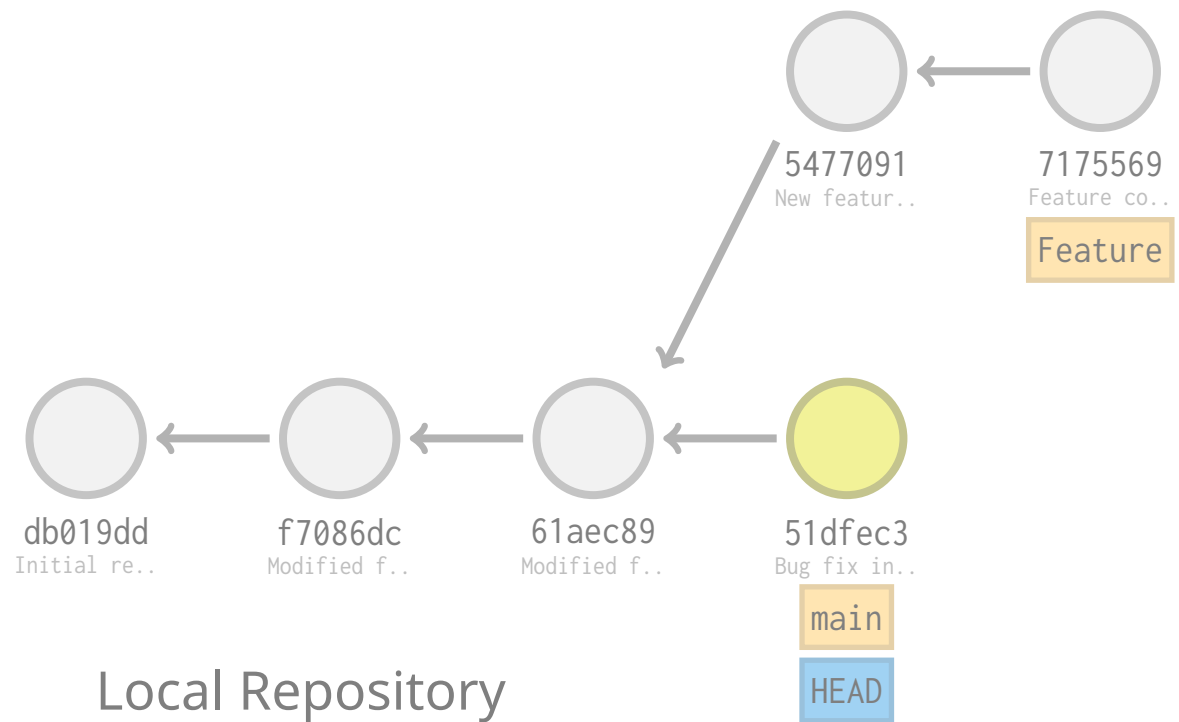 5477091 7175569
New featur.. Feature co..
Feature
db019dd f7086dc 61aec89 51dfec3
Initial re.. Modified f.. Modified f.. Bug fix in..
main
Local Repository
HEAD